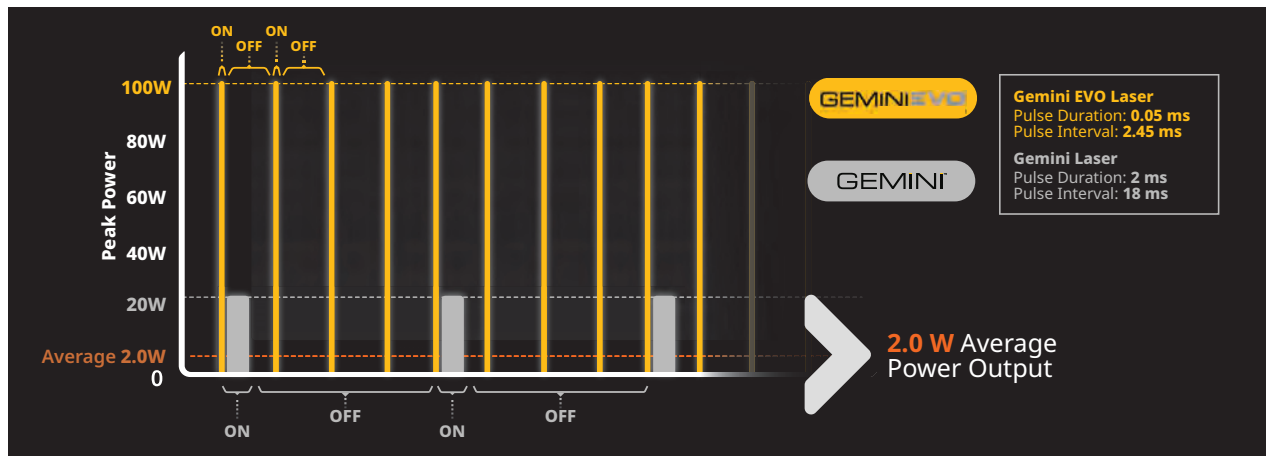 ON
ON
OFF
OFF
100W
80W
60W
40W
20W
Average 2.0W
0
Peak Power
GEMINI EVO
GEMINI
Gemini EVO Laser
Pulse Duration: 0.05 ms
Pulse Interval: 2.45 ms
Gemini Laser
Pulse Duration: 2 ms
Pulse Interval: 18 ms
2.0 W Average
Power Output
OFF
OFF
ON
ON